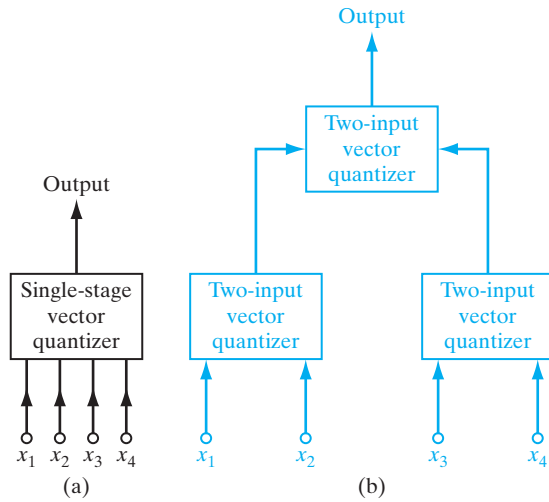 Output
Two-input
vector
quantizer
Output
Single-stage
vector
quantizer
Two-input
vector
quantizer
Two-input
vector
quantizer
x1 x2 x3 x4
x1 x2 x3 x4
(a) (b)